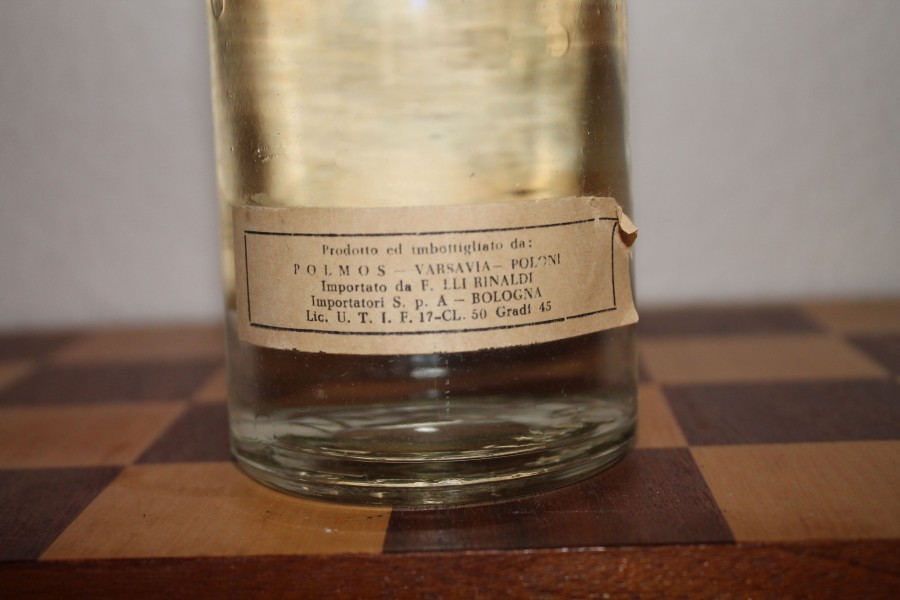 Prodotto ed imbottigliato da:
POLMOS – VARSAVIA – POLONI
Importato da F. LLI RINALDI
Importatori S. p. A – BOLOGNA
Lic. U. T. I. F. 17-CL. 50 Gradi 45